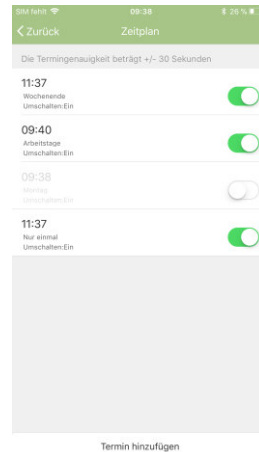 SIM fehlt 09:38 26 %
Zurück Zeitplan
Die Termingenauigkeit beträgt +/- 30 Sekunden
11:37
Wochenende
Umschalten:Ein
09:40
Arbeitstage
Umschalten:Ein
09:38
Montag
Umschalten:Ein
11:37
Nur einmal
Umschalten:Ein
Termin hinzufügen